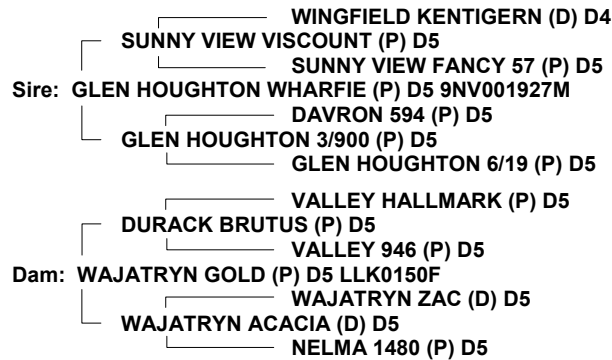 WINGFIELD KENTIGERN (D) D4
SUNNY VIEW VISCOUNT (P) D5
SUNNY VIEW FANCY 57 (P) D5
Sire: GLEN HOUGHTON WHARFIE (P) D5 9NV001927M
DAVRON 594 (P) D5
GLEN HOUGHTON 3/900 (P) D5
GLEN HOUGHTON 6/19 (P) D5
VALLEY HALLMARK (P) D5
DURACK BRUTUS (P) D5
VALLEY 946 (P) D5
Dam: WAJATRYN GOLD (P) D5 LLK0150F
WAJATRYN ZAC (D) D5
WAJATRYN ACACIA (D) D5
NELMA 1480 (P) D5